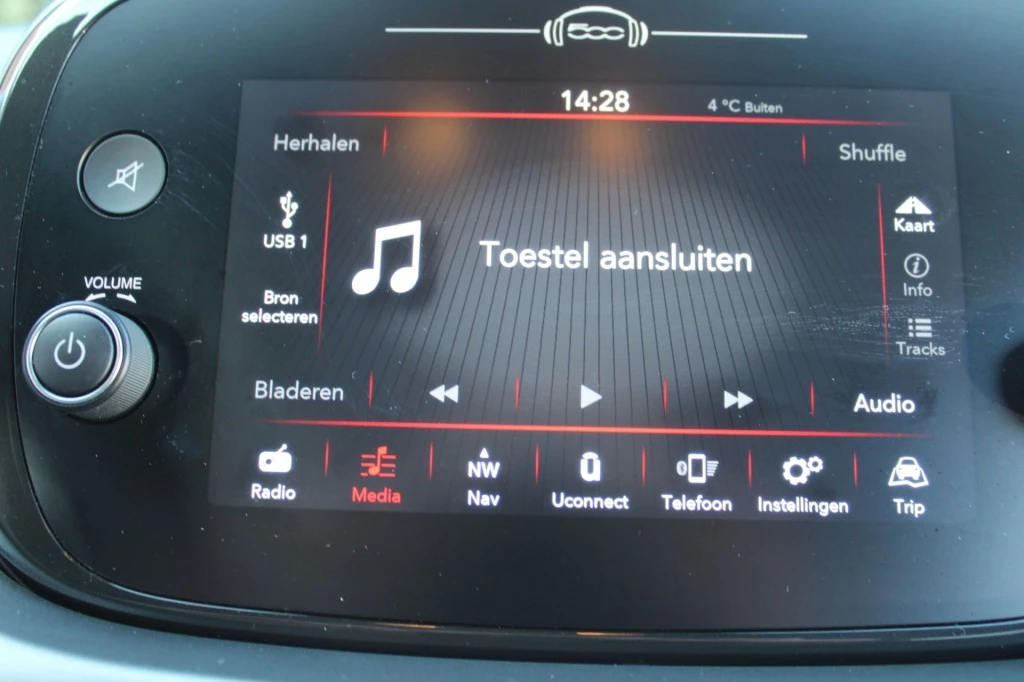 500
14:28 4 °C Buiten
Herhalen Shuffle
USB 1
Toestel aansluiten
Kaart
Info
Bron
selecteren
Tracks
VOLUME
Bladeren Audio
NW
Radio Media Nav Uconnect Telefoon Instellingen Trip